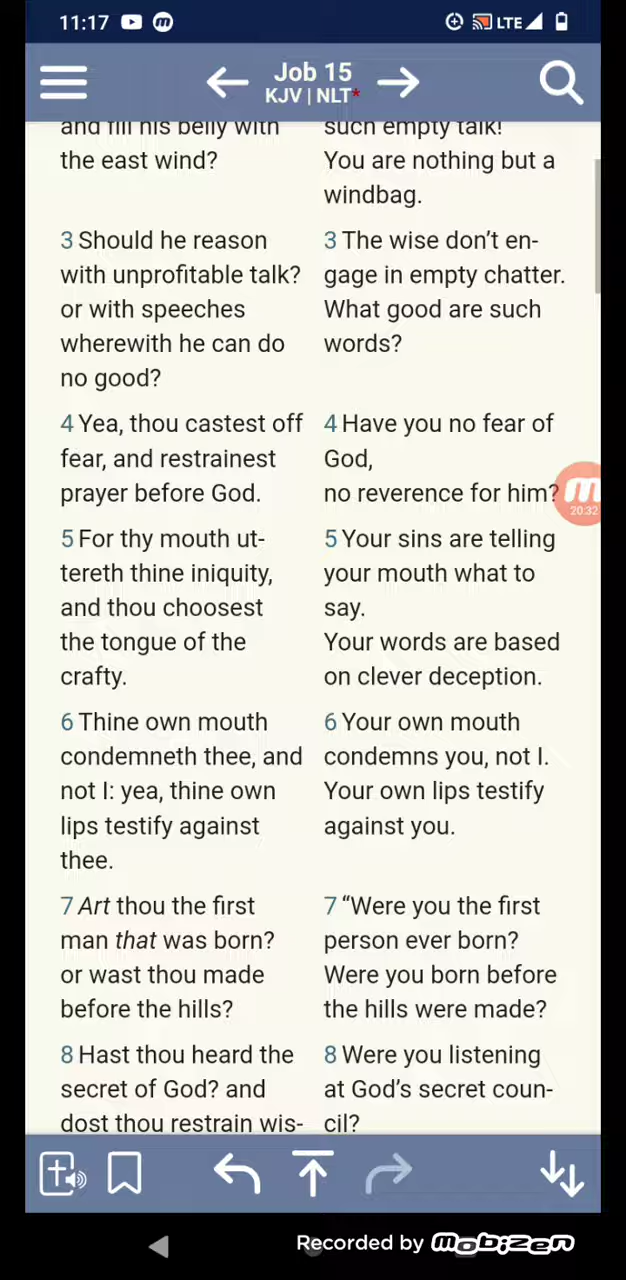 11:17
LTE
Job 15
KJV | NLT*
and fill his belly with
the east wind?
such empty talk!
You are nothing but a
windbag.
3 Should he reason
with unprofitable talk?
or with speeches
wherewith he can do
no good?
3 The wise don’t en-
gage in empty chatter.
What good are such
words?
4 Yea, thou castest off
fear, and restrainest
prayer before God.
4 Have you no fear of
God,
no reverence for him?
20:32
5 For thy mouth ut-
tereth thine iniquity,
and thou choosest
the tongue of the
crafty.
5 Your sins are telling
your mouth what to
say.
Your words are based
on clever deception.
6 Thine own mouth
condemneth thee, and
not I: yea, thine own
lips testify against
thee.
6 Your own mouth
condemns you, not I.
Your own lips testify
against you.
7 Art thou the first
man that was born?
or wast thou made
before the hills?
7 “Were you the first
person ever born?
Were you born before
the hills were made?
8 Hast thou heard the
secret of God? and
dost thou restrain wis-
8 Were you listening
at God’s secret coun-
cil?
Recorded by Mobizen